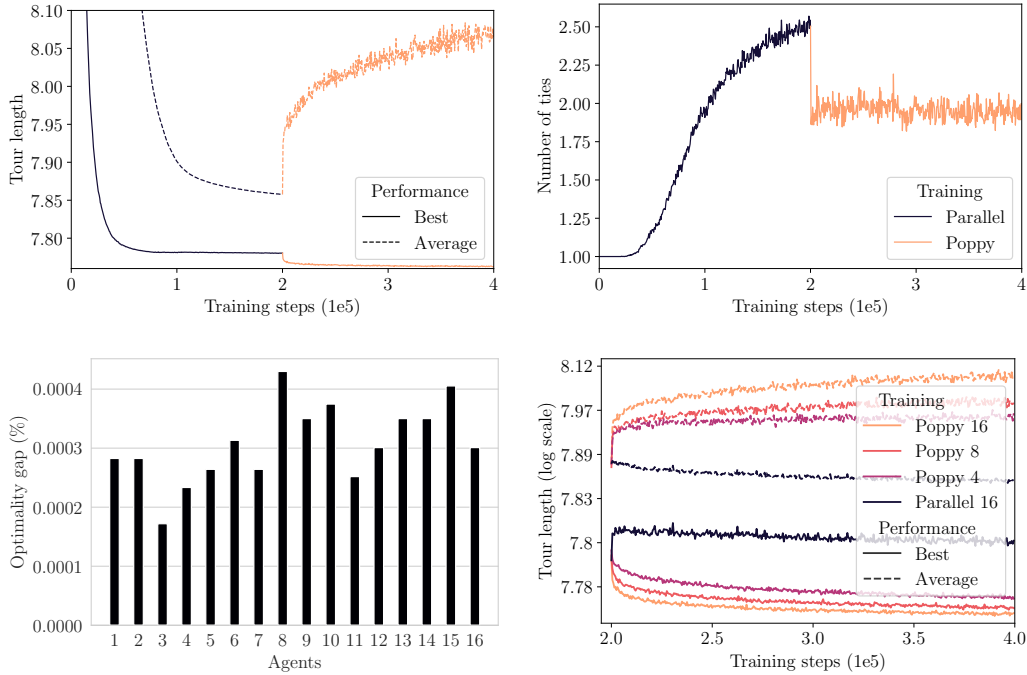 8.10
8.05
8.00
7.95
7.90
7.85
7.80
Tour length
Performance
Best
Average
0 1 2 3 4
Training steps (1e5)
2.50
2.25
2.00
1.75
1.50
1.25
1.00
Number of ties
Training
Parallel
Poppy
0 1 2 3 4
Training steps (1e5)
0.0004
0.0003
0.0002
0.0001
0.0000
Optimality gap (%)
1 2 3 4 5 6 7 8 9 10 11 12 13 14 15 16
Agents
8.12
7.97
7.89
7.83
7.8
7.78
Tour length (log scale)
Training
Poppy 16
Poppy 8
Poppy 4
Parallel 16
Performance
Best
Average
2.0 2.5 3.0 3.5 4.0
Training steps (1e5)